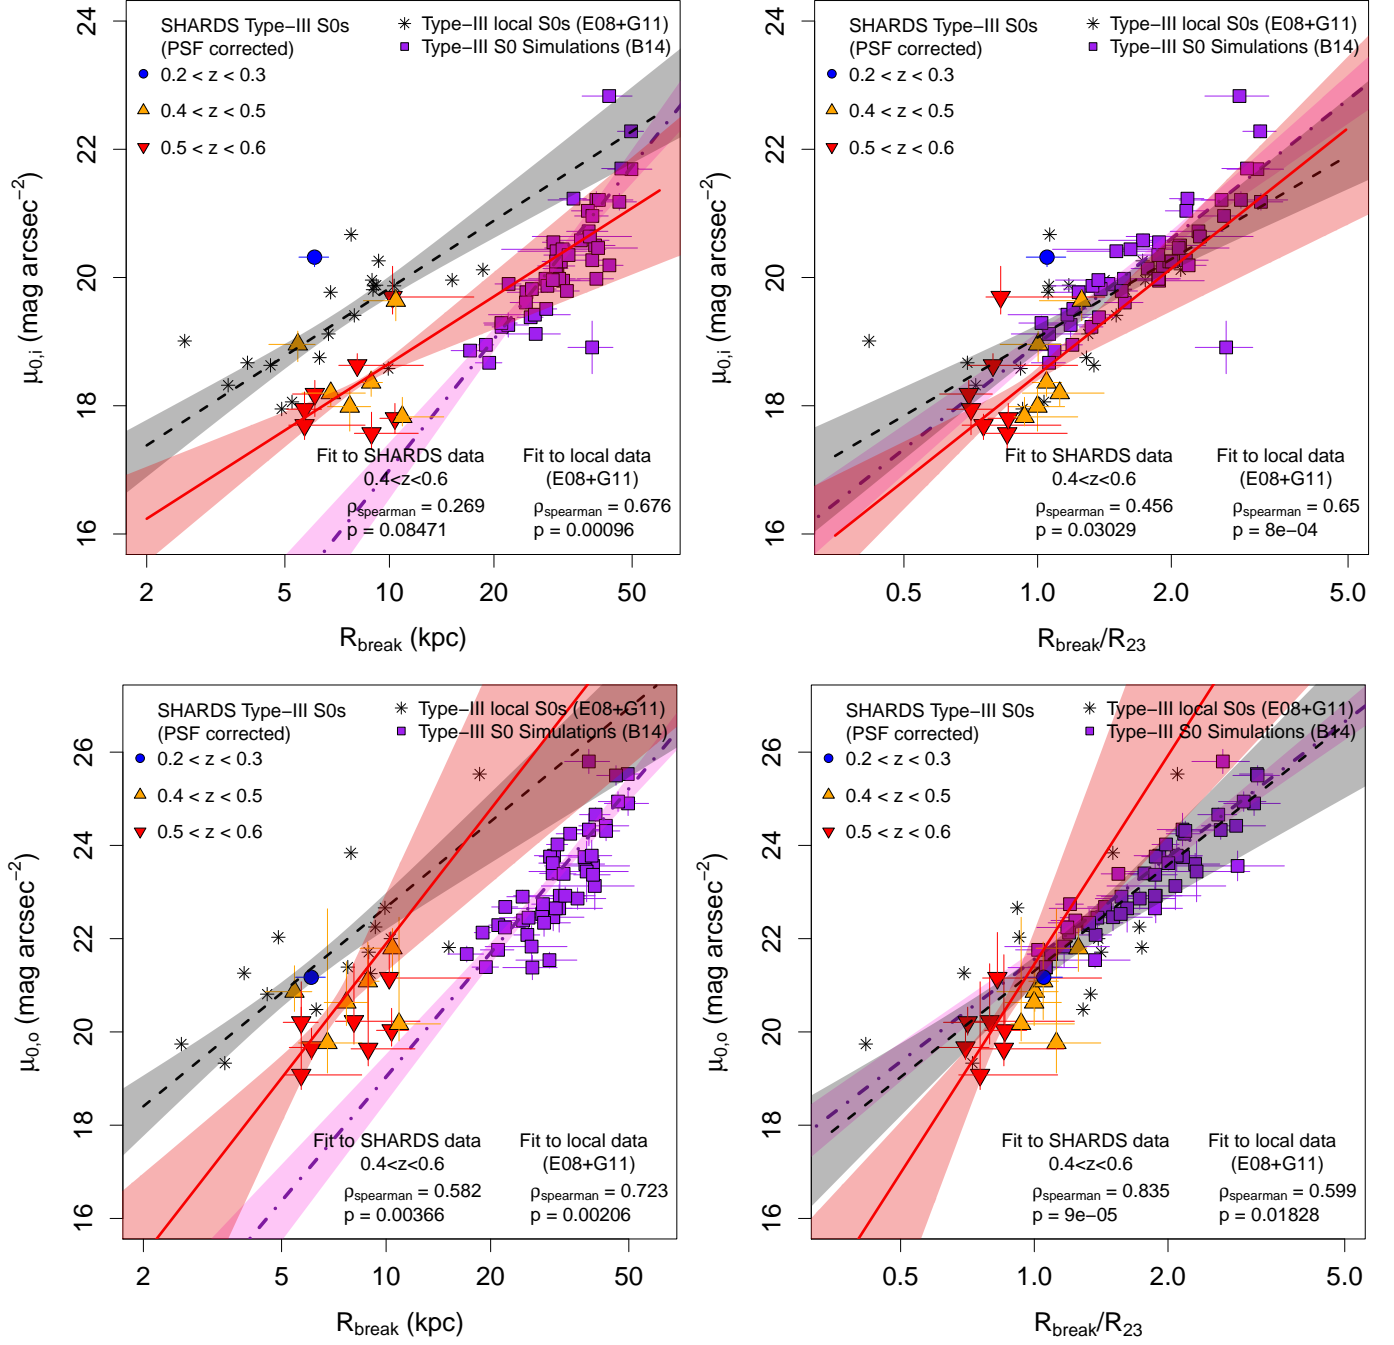 SHARDS Type−III S0s
(PSF corrected)
0.2 < z < 0.3
0.4 < z < 0.5
0.5 < z < 0.6
Type−III local S0s (E08+G11)
Type−III S0 Simulations (B14)
24
22
20
18
16
μ0,i (mag arcsec−2)
Fit to SHARDS data
0.4<z<0.6
ρspearman = 0.269
p = 0.08471
Fit to local data
(E08+G11)
ρspearman = 0.676
p = 0.00096
2 5 10 20 50
Rbreak (kpc)
SHARDS Type−III S0s
(PSF corrected)
0.2 < z < 0.3
0.4 < z < 0.5
0.5 < z < 0.6
Type−III local S0s (E08+G11)
Type−III S0 Simulations (B14)
24
22
20
18
16
μ0,i (mag arcsec−2)
Fit to SHARDS data
0.4<z<0.6
ρspearman = 0.456
p = 0.03029
Fit to local data
(E08+G11)
ρspearman = 0.65
p = 8e−04
0.5 1.0 2.0 5.0
Rbreak/R23
SHARDS Type−III S0s
(PSF corrected)
0.2 < z < 0.3
0.4 < z < 0.5
0.5 < z < 0.6
Type−III local S0s (E08+G11)
Type−III S0 Simulations (B14)
26
24
22
20
18
16
μ0,o (mag arcsec−2)
Fit to SHARDS data
0.4<z<0.6
ρspearman = 0.582
p = 0.00366
Fit to local data
(E08+G11)
ρspearman = 0.723
p = 0.00206
2 5 10 20 50
Rbreak (kpc)
SHARDS Type−III S0s
(PSF corrected)
0.2 < z < 0.3
0.4 < z < 0.5
0.5 < z < 0.6
Type−III local S0s (E08+G11)
Type−III S0 Simulations (B14)
26
24
22
20
18
16
μ0,o (mag arcsec−2)
Fit to SHARDS data
0.4<z<0.6
ρspearman = 0.835
p = 9e−05
Fit to local data
(E08+G11)
ρspearman = 0.599
p = 0.01828
0.5 1.0 2.0 5.0
Rbreak/R23